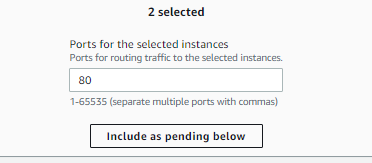 2 selected
Ports for the selected instances
Ports for routing traffic to the selected instances.
80
1-65535 (separate multiple ports with commas)
Include as pending below